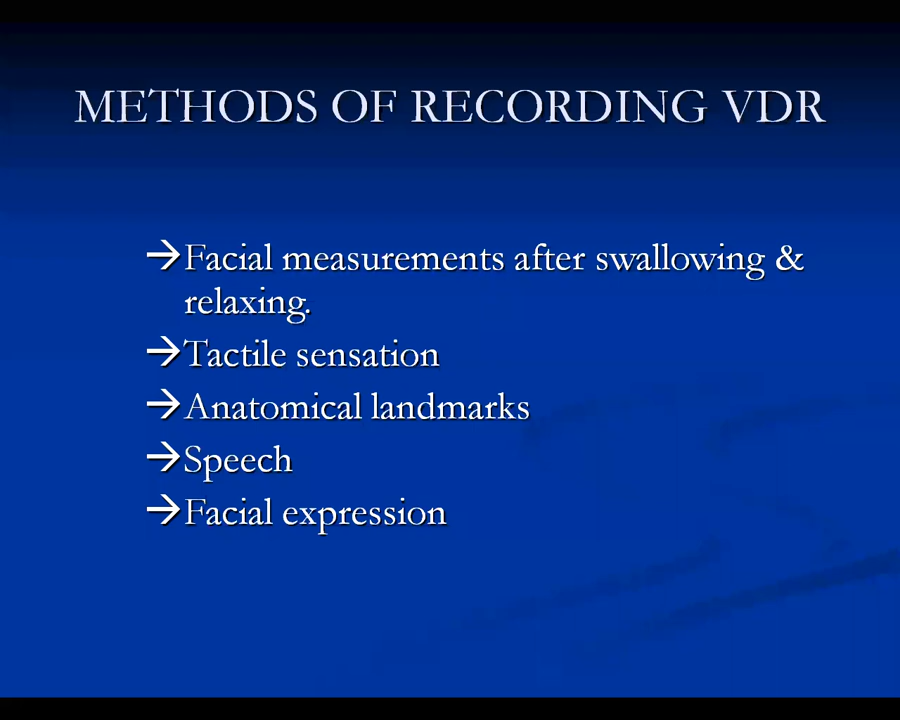 METHODS OF RECORDING VDR
→Facial measurements after swallowing &
relaxing.
→Tactile sensation
→Anatomical landmarks
→Speech
→Facial expression